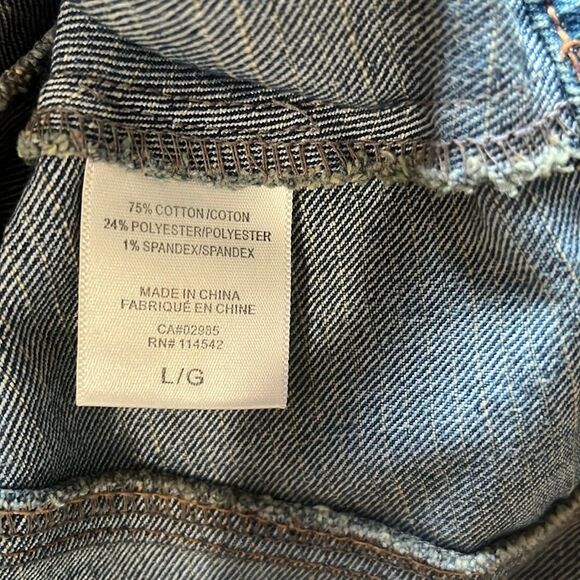 75% COTTON/COTON
24% POLYESTER/POLYESTER
1% SPANDEX/SPANDEX
MADE IN CHINA
FABRIQUÉ EN CHINE
CA#02985
RN# 114542
L/G